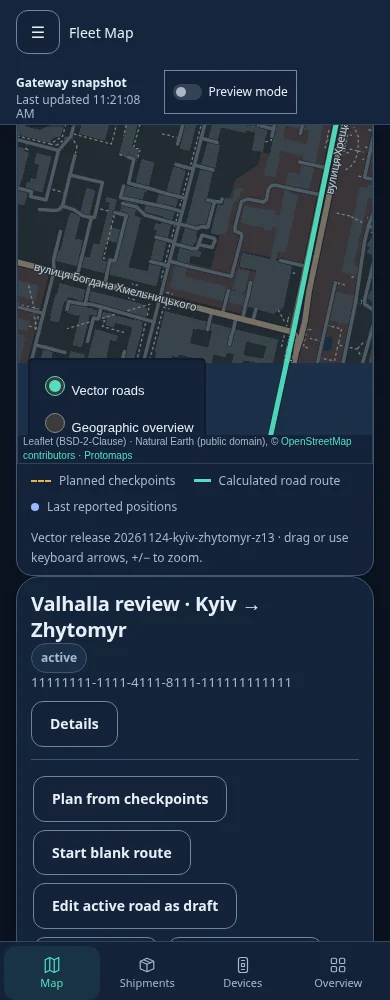 ☰ Fleet Map
Gateway snapshot
Last updated 11:21:08
AM
Preview mode
вулиця Хреща
вулиця Богдана Хмельницького
Vector roads
Geographic overview
Leaflet (BSD-2-Clause) · Natural Earth (public domain), © OpenStreetMap
contributors · Protomaps
Planned checkpoints
Calculated road route
Last reported positions
Vector release 20261124-kyiv-zhytomyr-z13 · drag or use
keyboard arrows, +/− to zoom.
Valhalla review · Kyiv →
Zhytomyr
active
11111111-1111-4111-8111-111111111111
Details
Plan from checkpoints
Start blank route
Edit active road as draft
Map
Shipments
Devices
Overview